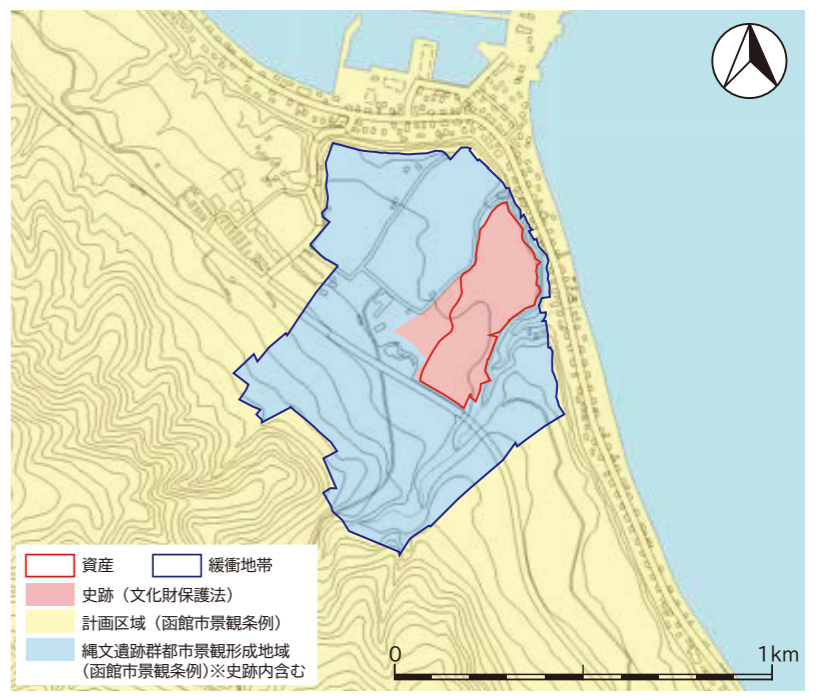 資産
緩衝地帯
史跡（文化財保護法）
計画区域（函館市景観条例）
縄文遺跡群都市景観形成地域
（函館市景観条例）※史跡内含む
0
1km